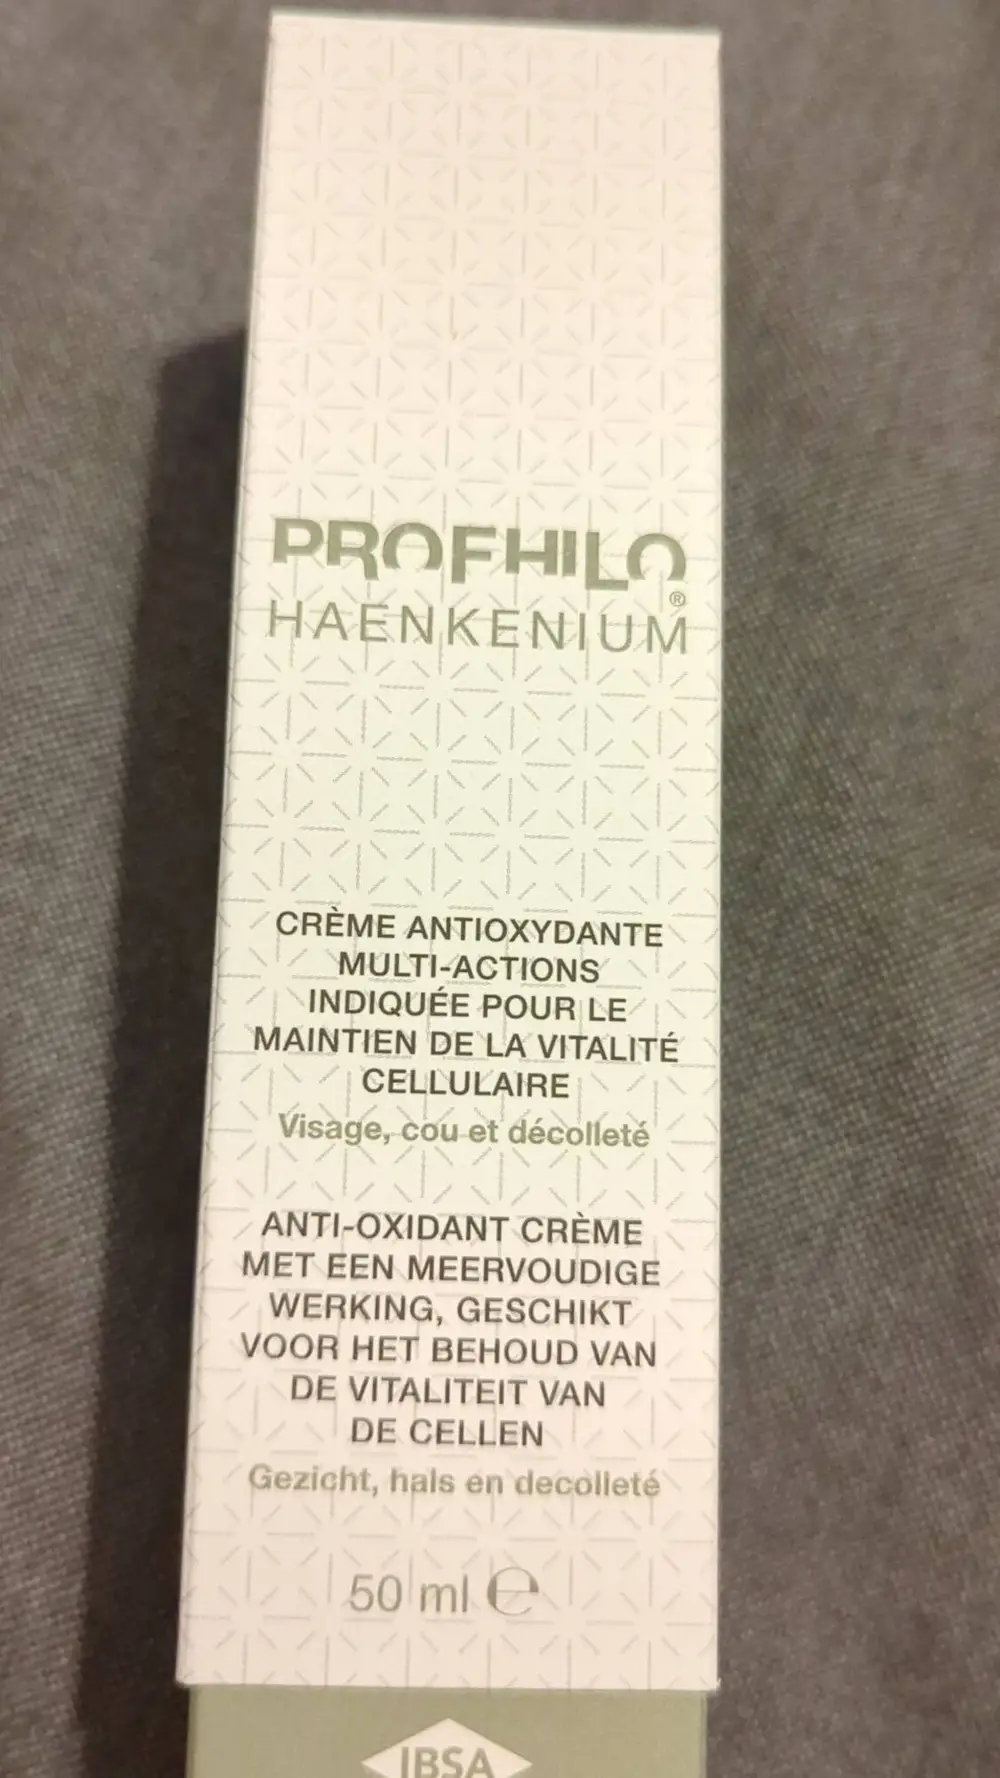 PROFHILO
HAENKENIUM®
CRÈME ANTIOXYDANTE
MULTI-ACTIONS
INDIQUÉE POUR LE
MAINTIEN DE LA VITALITÉ
CELLULAIRE
Visage, cou et décolleté
ANTI-OXIDANT CRÈME
MET EEN MEERVOUDIGE
WERKING, GESCHIKT
VOOR HET BEHOUD VAN
DE VITALITEIT VAN
DE CELLEN
Gezicht, hals en decolleté
50 ml ℮
IBSA